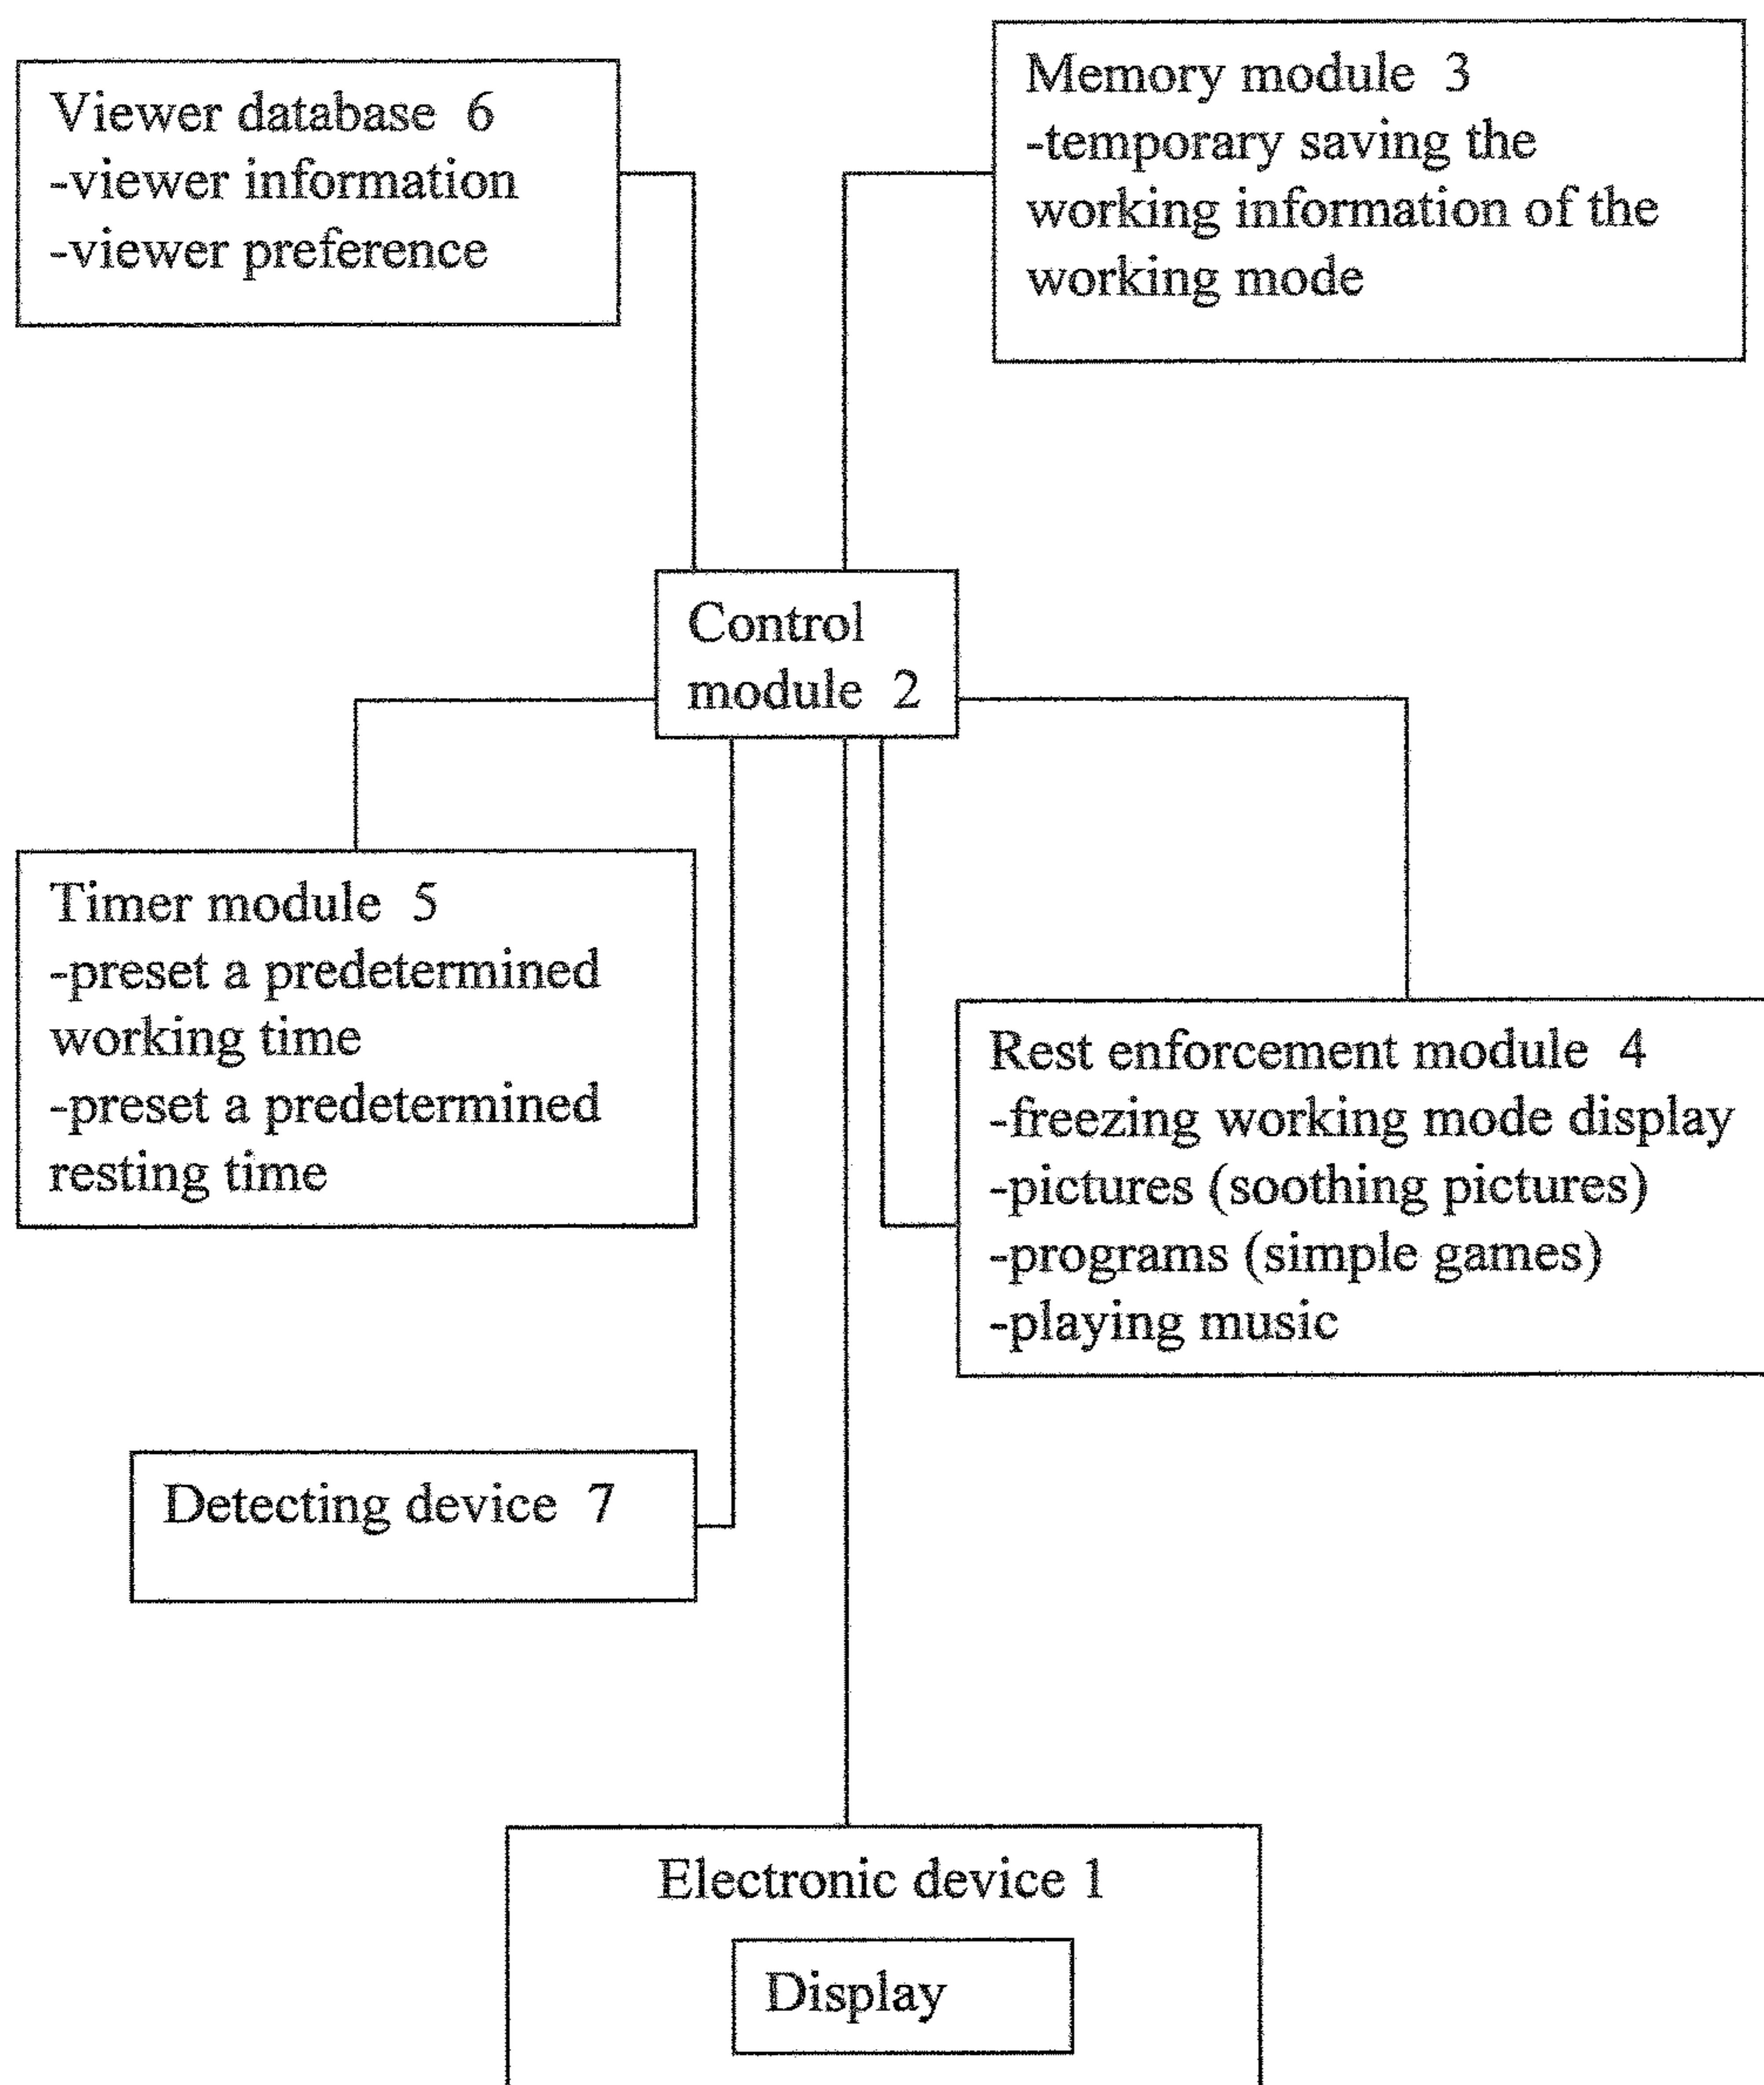 Viewer database 6
-viewer information
-viewer preference
Memory module 3
-temporary saving the
working information of the
working mode
Control
module 2
Timer module 5
-preset a predetermined
working time
-preset a predetermined
resting time
Rest enforcement module 4
-freezing working mode display
-pictures (soothing pictures)
-programs (simple games)
-playing music
Detecting device 7
Electronic device 1
Display